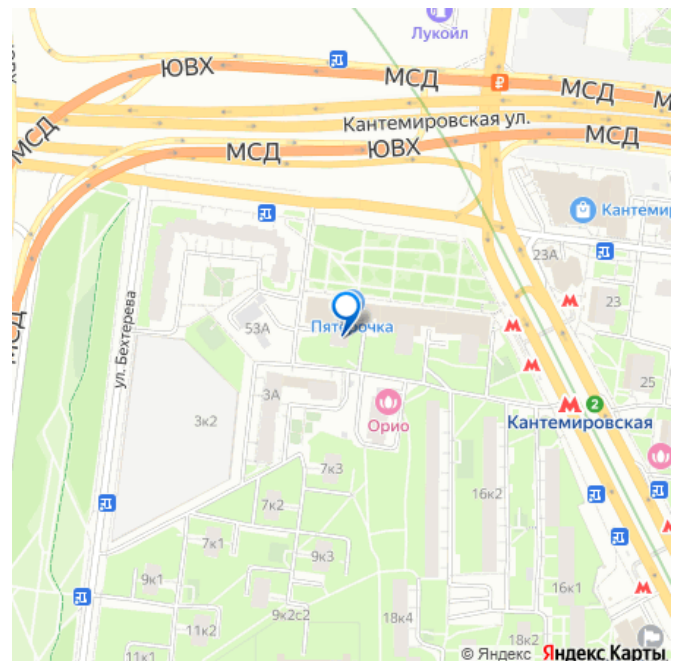 Лукойл
ЮВХ
МСД
МСД
МСД
Кантемировская ул.
МСД
МСД
ЮВХ
МСД
Кантемир
23А
ул. Бехтерева
53А
Пятёрочка
23
МСД
3А
25
3к2
Орио
2
Кантемировская
7к3
16к2
7к2
7к1
9к3
9к1
9к2с2
16к1
11к2
18к4
18к2
11к1
© Яндекс Яндекс Карты